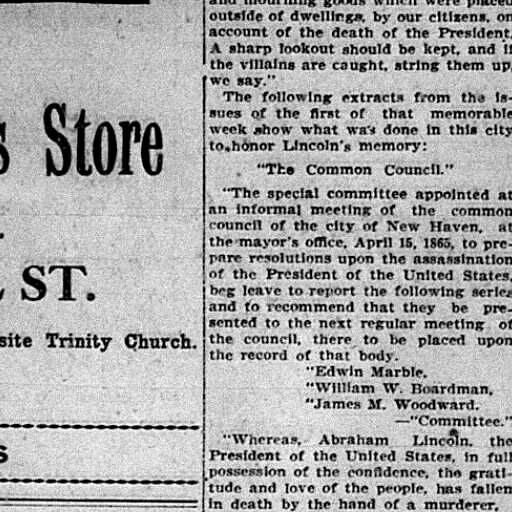 s Store
ST.
site Trinity Church.
S
and mourning goods which were placed
outside of dwellings, by our citizens, on
account of the death of the President.
A sharp lookout should be kept, and if
the villains are caught, string them up,
we say."
The following extracts from the is-
sues of the first of that memorable
week show what was done in this city
to honor Lincoln's memory:
"The Common Council."
"The special committee appointed at
an informal meeting of the common
council of the city of New Haven, at
the mayor's office, April 15, 1865, to pre-
pare resolutions upon the assassination
of the President of the United States,
beg leave to report the following series
and to recommend that they be pre-
sented to the next regular meeting of
the council, there to be placed upon
the record of that body.
"Edwin Marble,
"William W. Boardman,
"James M. Woodward.
—"Committee."
"Whereas, Abraham Lincoln, the
President of the United States, in full
possession of the confidence, the grati-
tude and love of the people, has fallen
in death by the hand of a murderer,